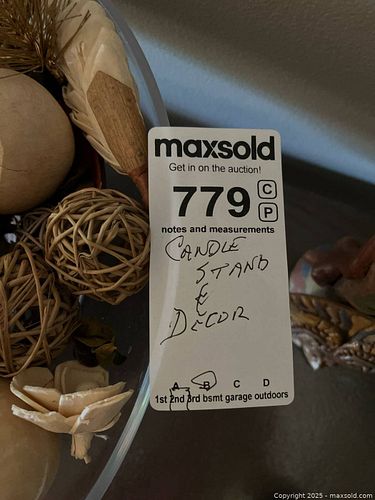 maxsold
Get in on the auction!
779 C
P
notes and measurements
CANDLE
STAND
&
DECOR
A B C D
1st 2nd 3rd bsmt garage outdoors
Copyright 2025 - maxsold.com